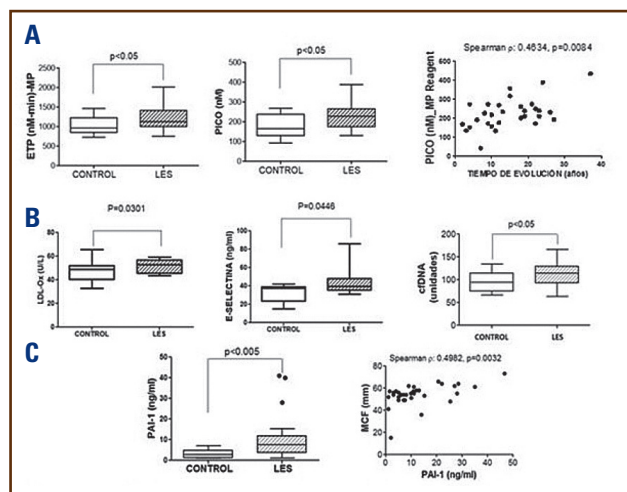 A
p<0.05
ETP (nM-min)-MP
2500
2000
1500
1000
500
0
CONTROL
LES
p<0.05
PICO (nM)
500
400
300
200
100
0
CONTROL
LES
Spearman ρ: 0.4634, p=0.0084
PICO (nM)_MP Reagent
500
400
300
200
100
0
0
10
20
30
40
TIEMPO DE EVOLUCIÓN (años)
B
P=0.0301
LDL-Ox (U/L)
80
60
40
20
0
CONTROL
LES
P=0.0446
E-SELECTINA (ng/ml)
100
80
60
40
20
0
CONTROL
LES
p<0.05
cfDNA
(unidades)
200
150
100
50
0
CONTROL
LES
C
p<0.005
PAI-1 (ng/ml)
50
40
30
20
10
0
CONTROL
LES
Spearman ρ: 0.4982, p=0.0032
MCF (mm)
80
60
40
20
0
0
10
20
30
40
50
PAI-1 (ng/ml)